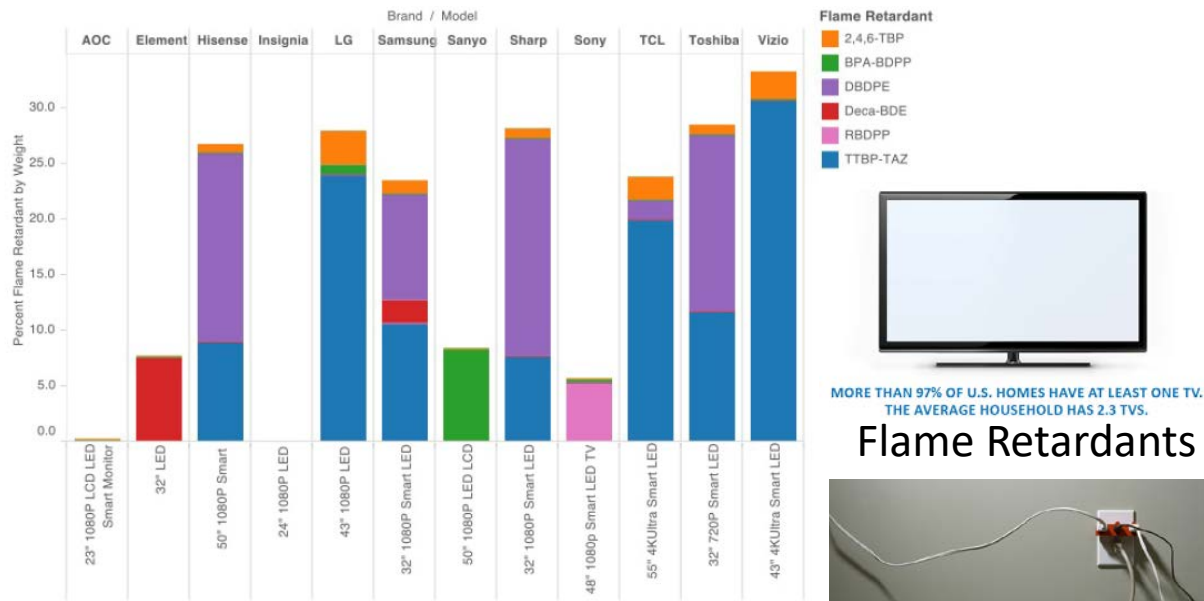 Brand / Model
AOC Element Hisense Insignia LG Samsung Sanyo Sharp Sony TCL Toshiba Vizio
Percent Flame Retardant by Weight
30.0
25.0
20.0
15.0
10.0
5.0
0.0
23" 1080P LCD LED
Smart Monitor
32" LED
50" 1080P Smart
24" 1080P LED
43" 1080P LED
32" 1080P Smart LED
50" 1080P LED LCD
32" 1080P Smart LED
48" 1080p Smart LED TV
55" 4KUltra Smart LED
32" 720P Smart LED
43" 4KUltra Smart LED
Flame Retardant
2,4,6-TBP
BPA-BDPP
DBDPE
Deca-BDE
RBDPP
TTBP-TAZ
MORE THAN 97% OF U.S. HOMES HAVE AT LEAST ONE TV.
THE AVERAGE HOUSEHOLD HAS 2.3 TVS.
Flame Retardants